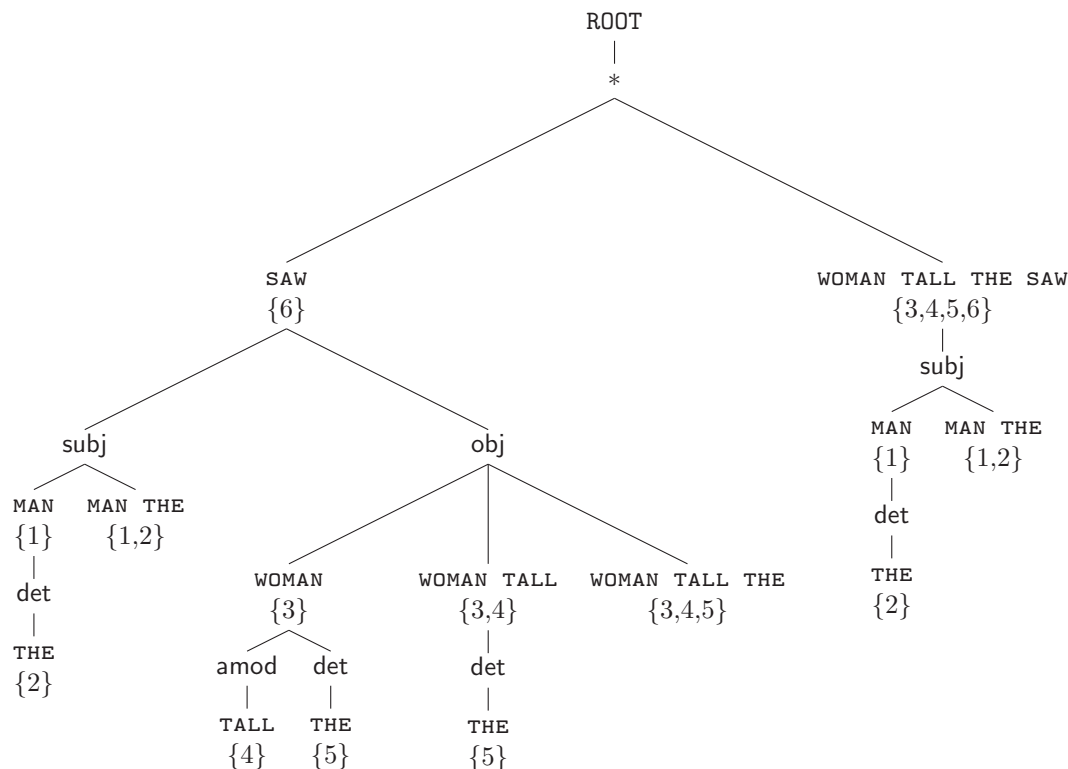 ROOT
*
SAW WOMAN TALL THE SAW
{6} {3,4,5,6}
subj
subj obj MAN MAN THE
{1} {1,2}
MAN MAN THE
{1} {1,2} det
det WOMAN WOMAN TALL WOMAN TALL THE THE
{3} {3,4} {3,4,5} {2}
THE
{2} amod det det
TALL THE THE
{4} {5} {5}